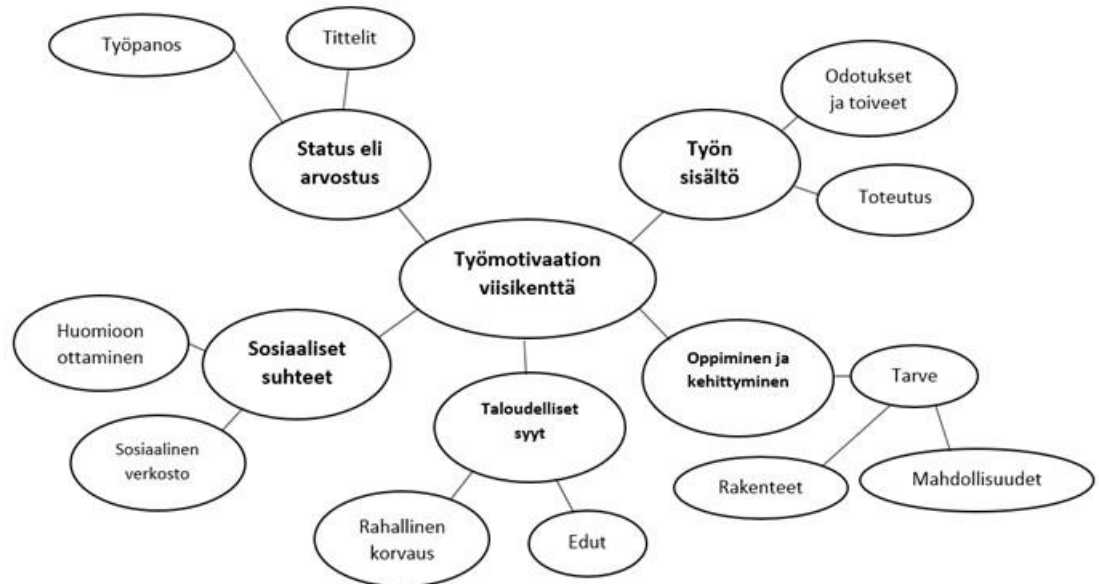 Työpanos
Tittelit
Status eli
arvostus
Työn
sisältö
Odotukset
ja toiveet
Toteutus
Työmotivaation
viisikenttä
Huomioon
ottaminen
Sosiaaliset
suhteet
Sosiaalinen
verkosto
Taloudelliset
syyt
Rahallinen
korvaus
Edut
Oppiminen ja
kehittyminen
Tarve
Rakenteet
Mahdollisuudet